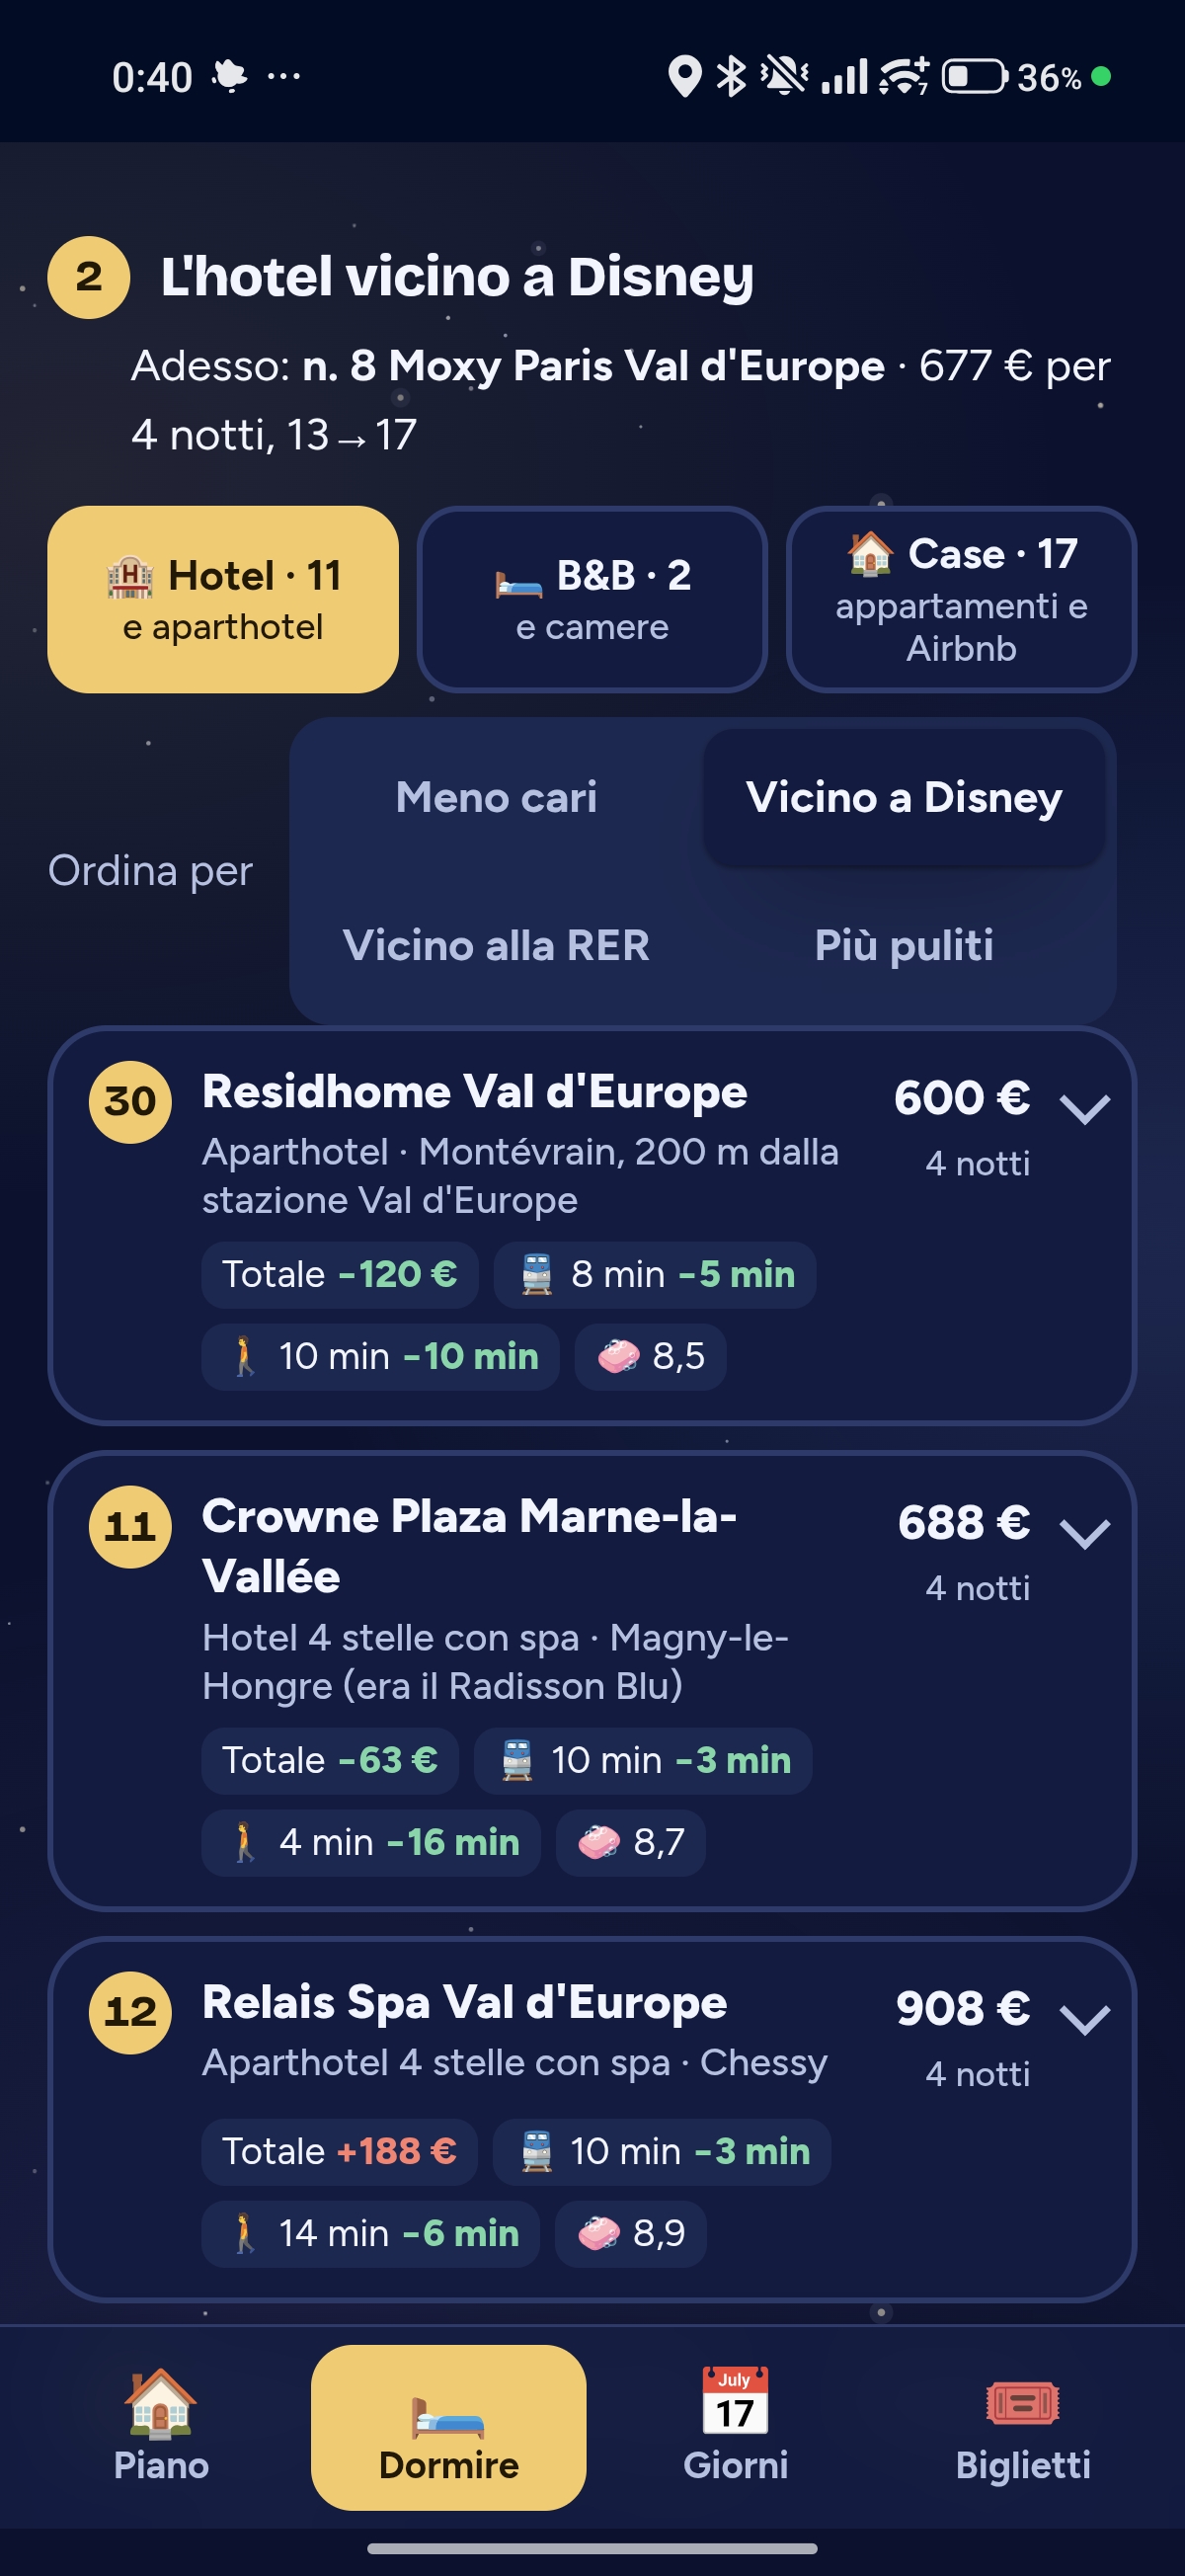 0:40 ... 7 36%
2 L'hotel vicino a Disney
Adesso: n. 8 Moxy Paris Val d'Europe · 677 € per
4 notti, 13→17
🏨 Hotel · 11
e aparthotel
🛏️ B&B · 2
e camere
🏠 Case · 17
appartamenti e
Airbnb
Ordina per
Meno cari
Vicino a Disney
Vicino alla RER
Più puliti
30 Residhome Val d'Europe 600 €
Aparthotel · Montévrain, 200 m dalla
stazione Val d'Europe
4 notti
Totale −120 € 🚆 8 min −5 min
🚶 10 min −10 min 🧼 8,5
11 Crowne Plaza Marne-la-
Vallée
688 €
4 notti
Hotel 4 stelle con spa · Magny-le-
Hongre (era il Radisson Blu)
Totale −63 € 🚆 10 min −3 min
🚶 4 min −16 min 🧼 8,7
12 Relais Spa Val d'Europe 908 €
Aparthotel 4 stelle con spa · Chessy
4 notti
Totale +188 € 🚆 10 min −3 min
🚶 14 min −6 min 🧼 8,9
Piano
Dormire
July
17
Giorni
Biglietti